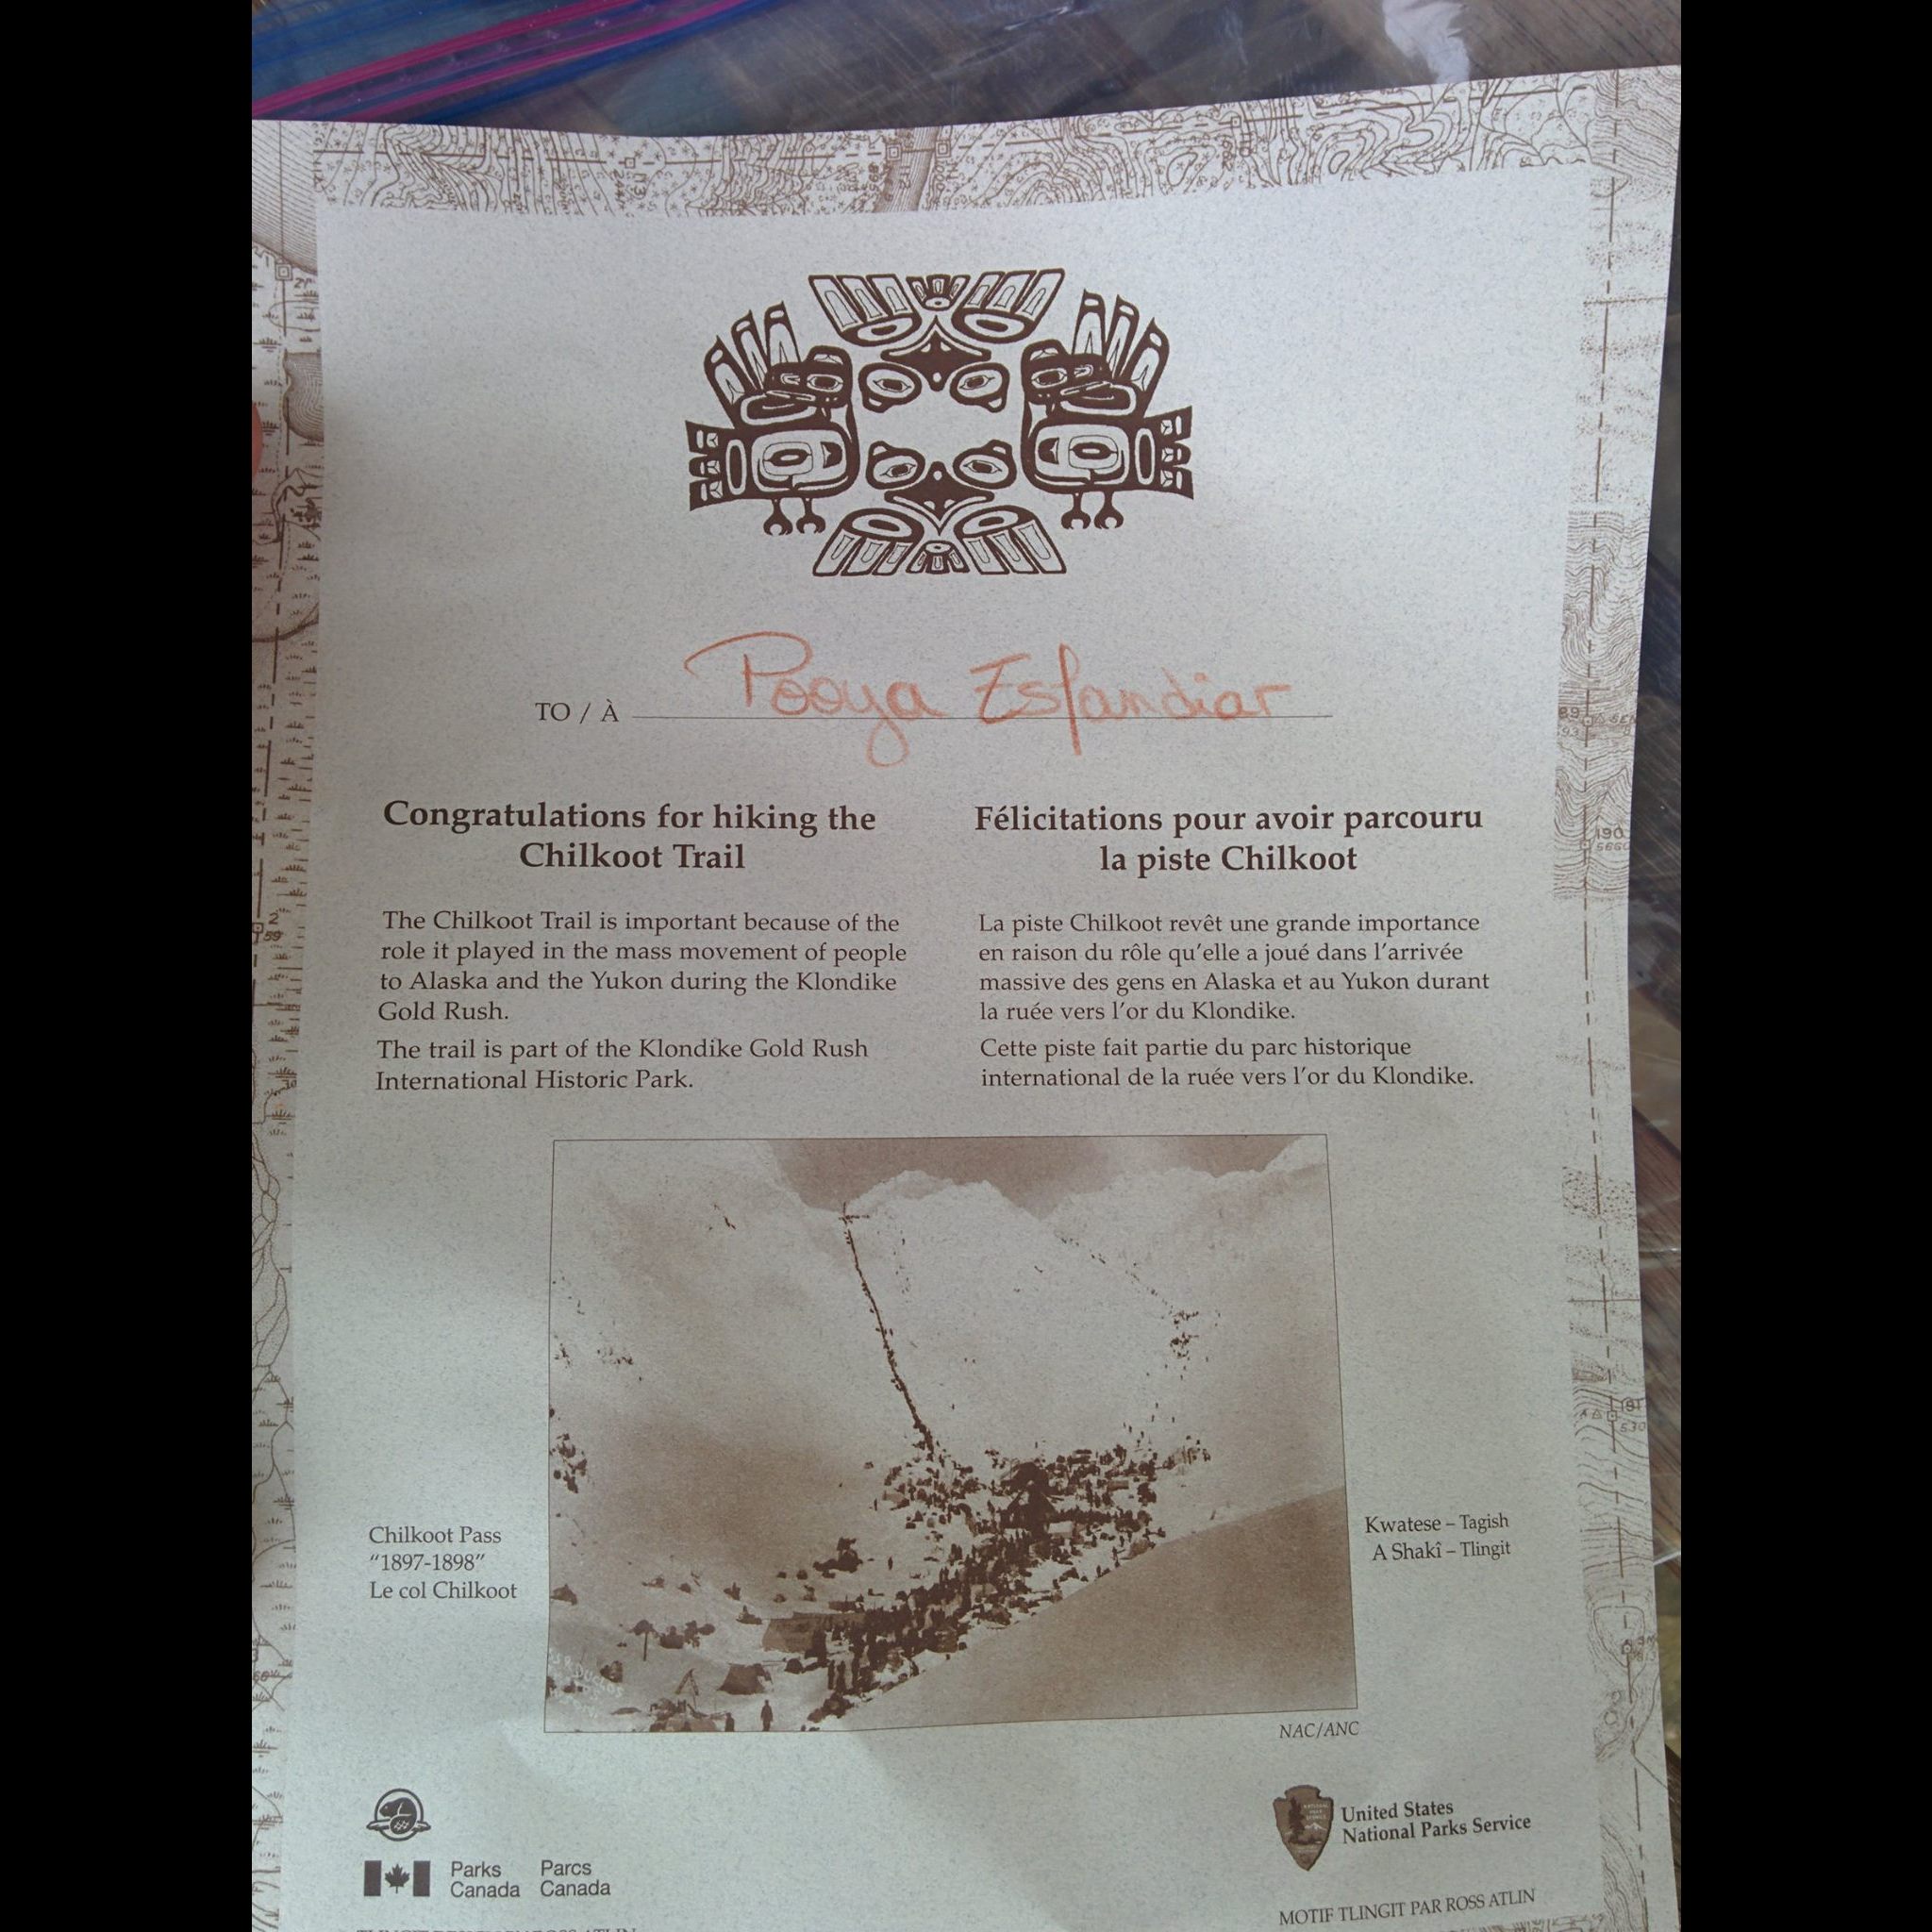 TO / À Pooya Esfandiar
Congratulations for hiking the
Chilkoot Trail
The Chilkoot Trail is important because of the
role it played in the mass movement of people
to Alaska and the Yukon during the Klondike
Gold Rush.
The trail is part of the Klondike Gold Rush
International Historic Park.
Félicitations pour avoir parcouru
la piste Chilkoot
La piste Chilkoot revêt une grande importance
en raison du rôle qu'elle a joué dans l'arrivée
massive des gens en Alaska et au Yukon durant
la ruée vers l'or du Klondike.
Cette piste fait partie du parc historique
international de la ruée vers l'or du Klondike.
Chilkoot Pass
"1897-1898"
Le col Chilkoot
Kwatese – Tagish
A Shakî – Tlingit
NAC/ANC
Parks Parcs
Canada Canada
United States
National Parks Service
MOTIF TLINGIT PAR ROSS ATLIN